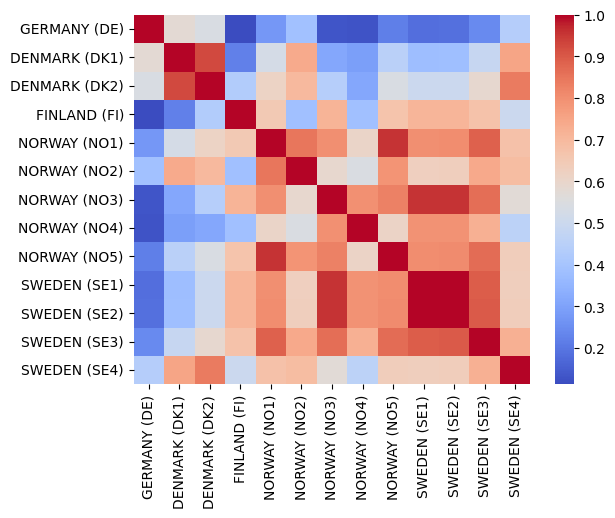 GERMANY (DE)
DENMARK (DK1)
DENMARK (DK2)
FINLAND (FI)
NORWAY (NO1)
NORWAY (NO2)
NORWAY (NO3)
NORWAY (NO4)
NORWAY (NO5)
SWEDEN (SE1)
SWEDEN (SE2)
SWEDEN (SE3)
SWEDEN (SE4)
GERMANY (DE)
DENMARK (DK1)
DENMARK (DK2)
FINLAND (FI)
NORWAY (NO1)
NORWAY (NO2)
NORWAY (NO3)
NORWAY (NO4)
NORWAY (NO5)
SWEDEN (SE1)
SWEDEN (SE2)
SWEDEN (SE3)
SWEDEN (SE4)
1.0
0.9
0.8
0.7
0.6
0.5
0.4
0.3
0.2